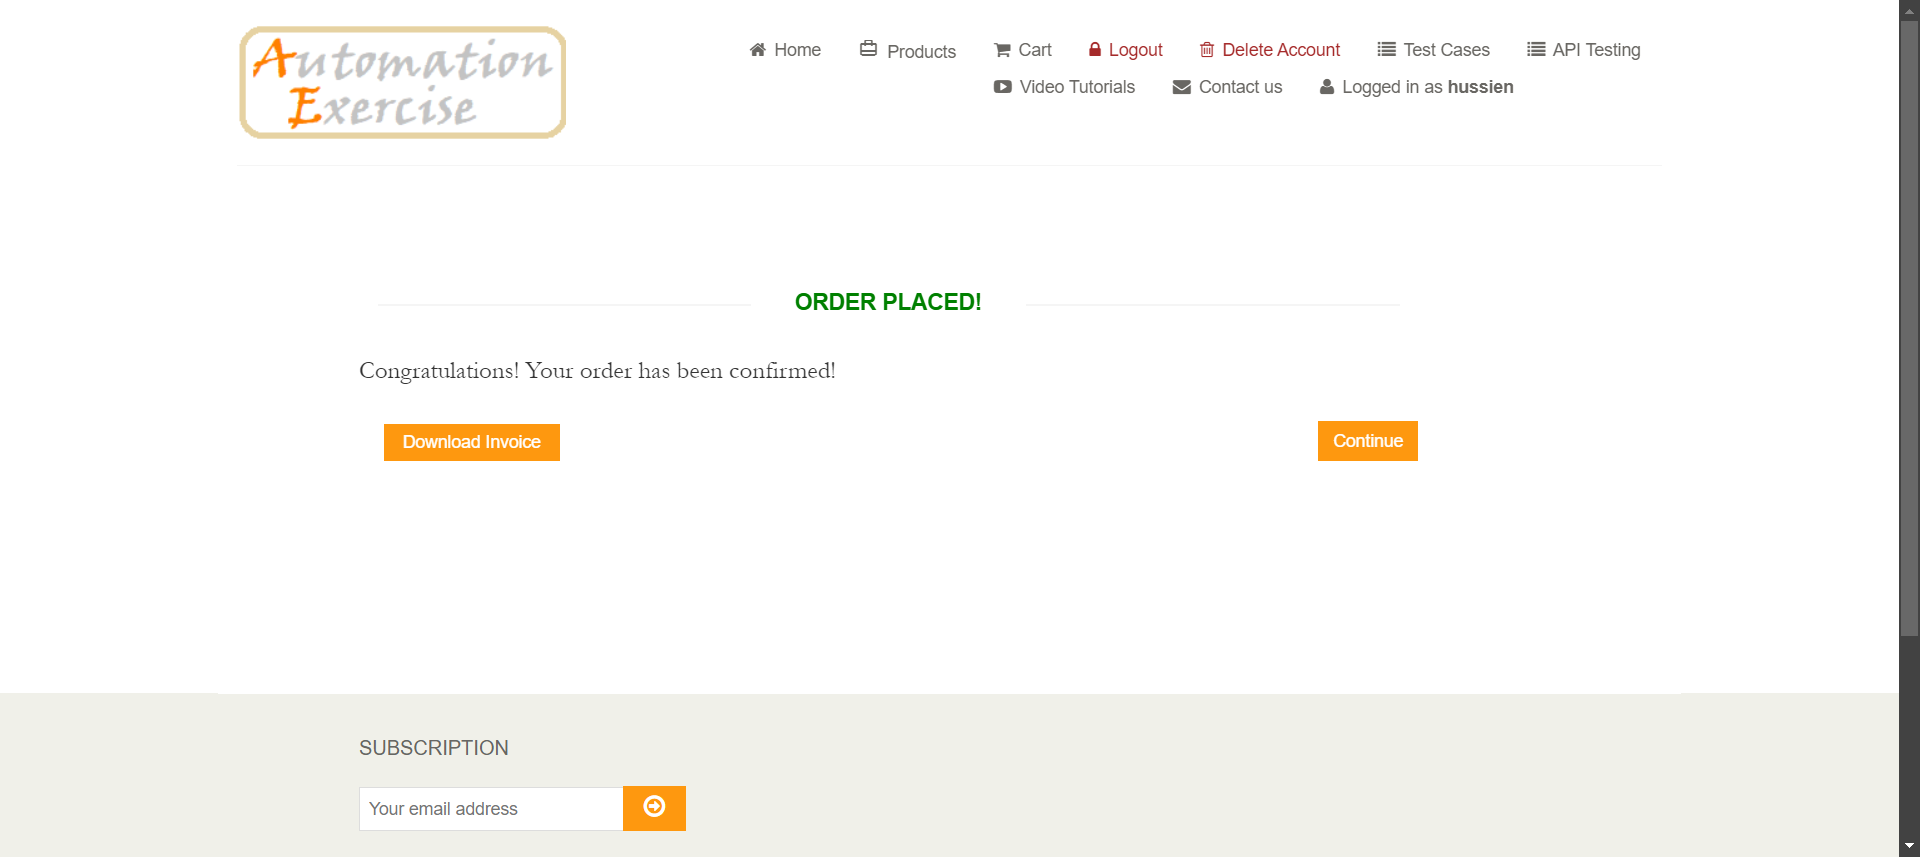 Automation
Exercise
Home Products Cart Logout Delete Account Test Cases API Testing
Video Tutorials Contact us Logged in as hussien
ORDER PLACED!
Congratulations! Your order has been confirmed!
Download Invoice Continue
SUBSCRIPTION
Your email address